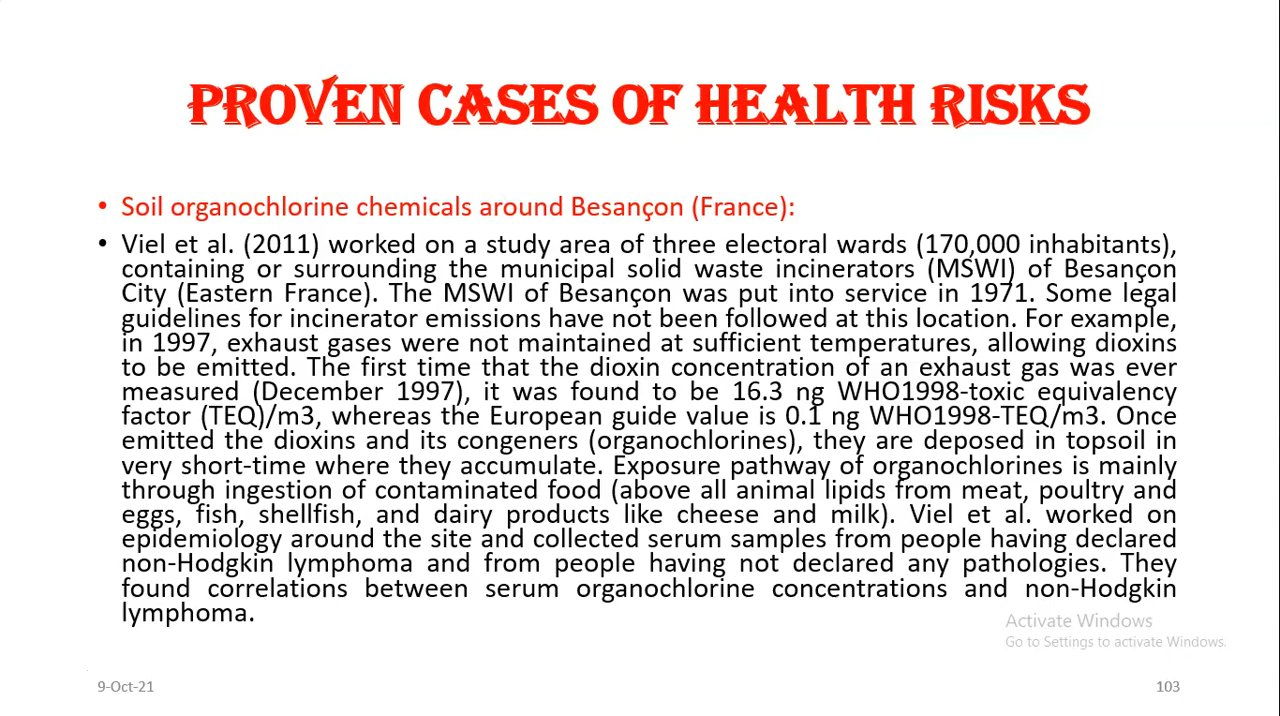 PROVEN CASES OF HEALTH RISKS
• Soil organochlorine chemicals around Besançon (France):
• Viel et al. (2011) worked on a study area of three electoral wards (170,000 inhabitants),
containing or surrounding the municipal solid waste incinerators (MSWI) of Besançon
City (Eastern France). The MSWI of Besançon was put into service in 1971. Some legal
guidelines for incinerator emissions have not been followed at this location. For example,
in 1997, exhaust gases were not maintained at sufficient temperatures, allowing dioxins
to be emitted. The first time that the dioxin concentration of an exhaust gas was ever
measured (December 1997), it was found to be 16.3 ng WHO1998-toxic equivalency
factor (TEQ)/m3, whereas the European guide value is 0.1 ng WHO1998-TEQ/m3. Once
emitted the dioxins and its congeners (organochlorines), they are deposed in topsoil in
very short-time where they accumulate. Exposure pathway of organochlorines is mainly
through ingestion of contaminated food (above all animal lipids from meat, poultry and
eggs, fish, shellfish, and dairy products like cheese and milk). Viel et al. worked on
epidemiology around the site and collected serum samples from people having declared
non-Hodgkin lymphoma and from people having not declared any pathologies. They
found correlations between serum organochlorine concentrations and non-Hodgkin
lymphoma.
Activate Windows
Go to Settings to activate Windows.
9-Oct-21
103